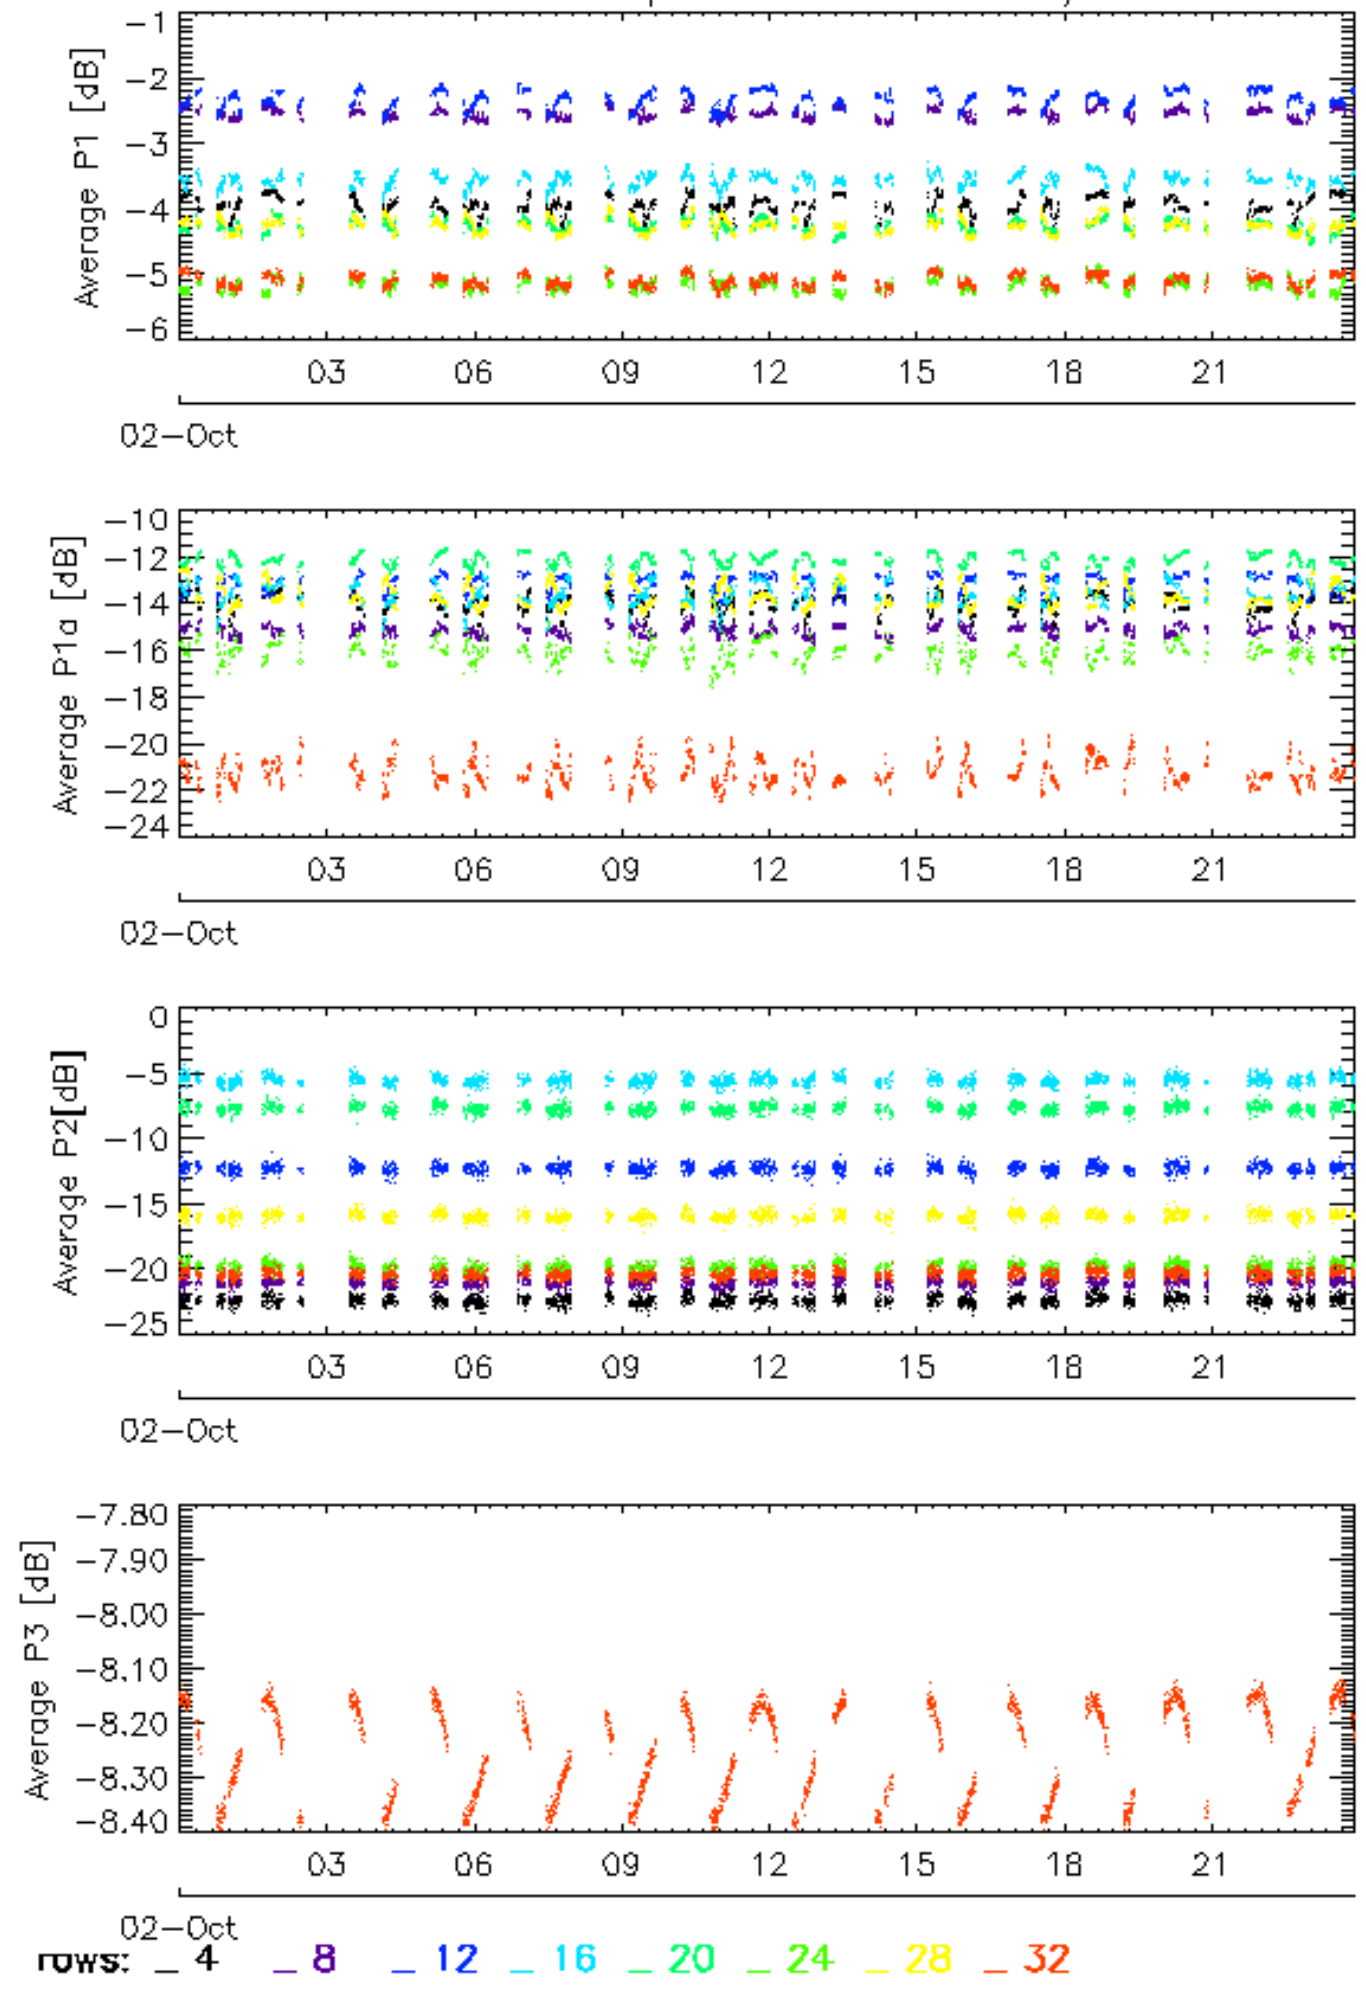 Average P1 [dB]
−1
−2
−3
−4
−5
−6
03 06 09 12 15 18 21
02−Oct
Average P1a [dB]
−10
−12
−14
−16
−18
−20
−22
−24
03 06 09 12 15 18 21
02−Oct
Average P2[dB]
0
−5
−10
−15
−20
−25
03 06 09 12 15 18 21
02−Oct
Average P3 [dB]
−7.80
−7.90
−8.00
−8.10
−8.20
−8.30
−8.40
03 06 09 12 15 18 21
02−Oct
rows: _ 4 _ 8 _ 12 _ 16 _ 20 _ 24 _ 28 _ 32